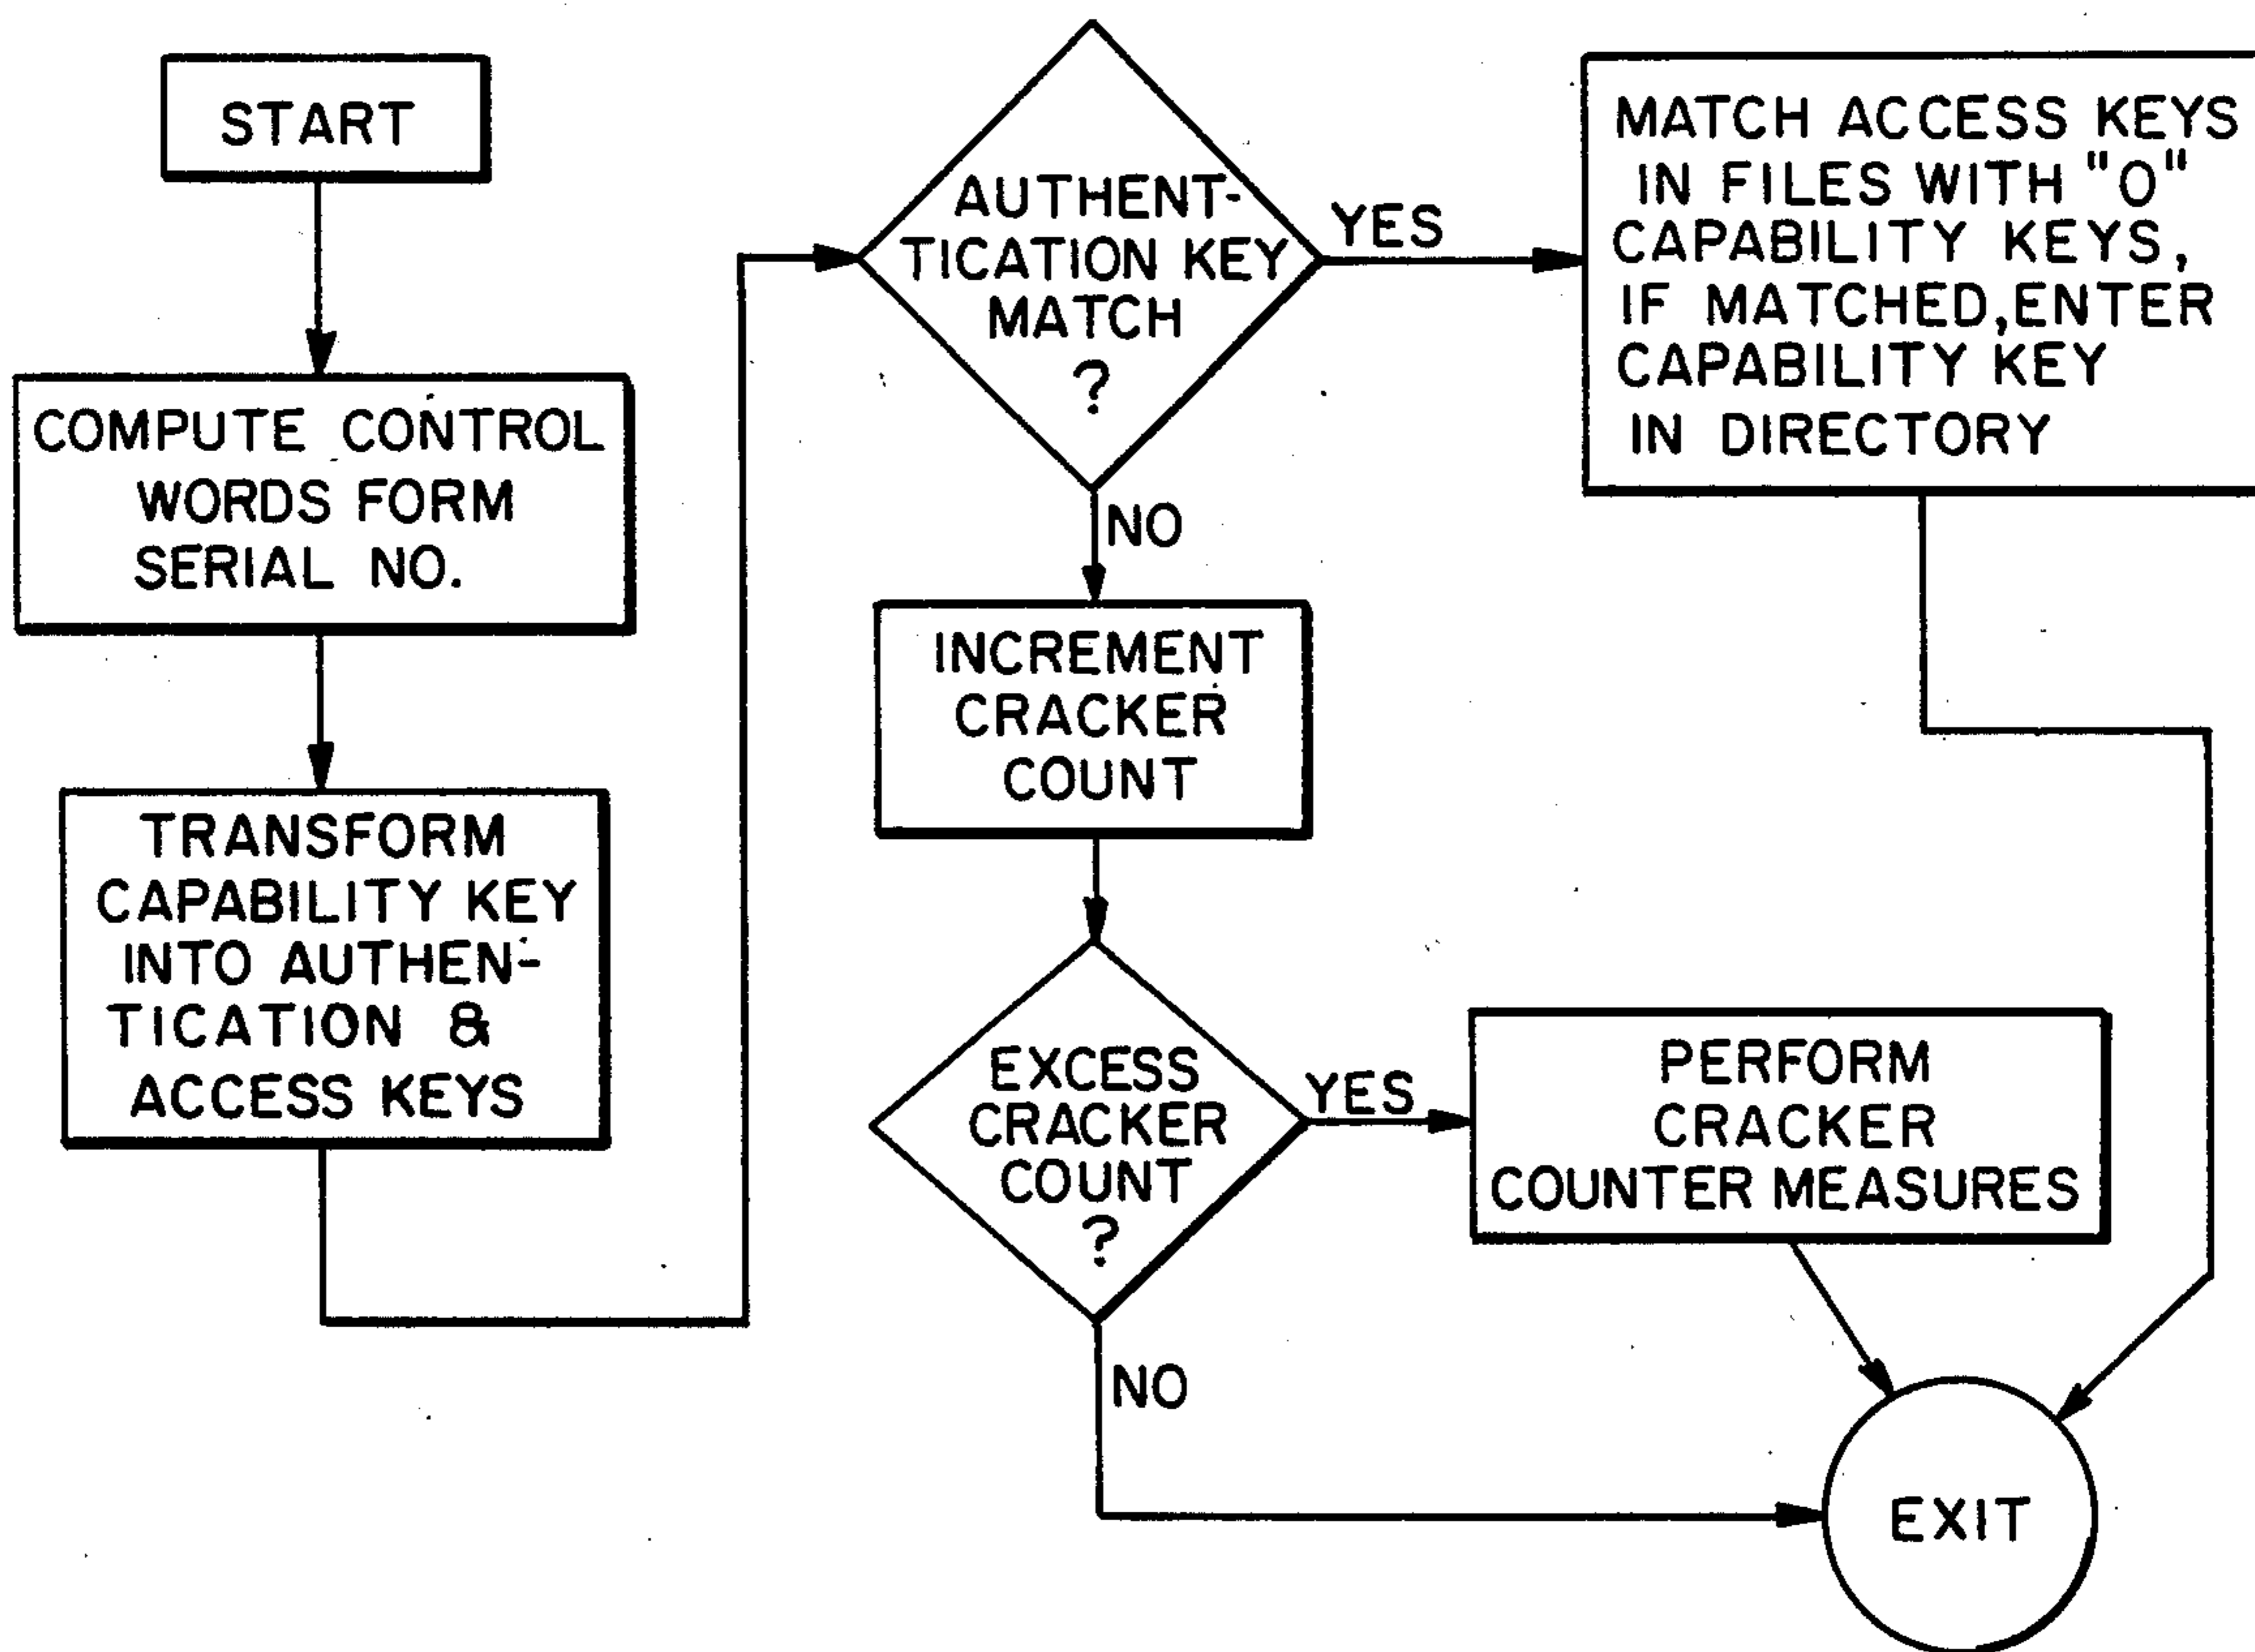 START
COMPUTE CONTROL
WORDS FORM
SERIAL NO.
TRANSFORM
CAPABILITY KEY
INTO AUTHEN-
TICATION &
ACCESS KEYS
AUTHENT-
TICATION KEY
MATCH
?
YES
NO
MATCH ACCESS KEYS
IN FILES WITH "O"
CAPABILITY KEYS,
IF MATCHED,ENTER
CAPABILITY KEY
IN DIRECTORY
INCREMENT
CRACKER
COUNT
EXCESS
CRACKER
COUNT
?
YES
NO
PERFORM
CRACKER
COUNTER MEASURES
EXIT